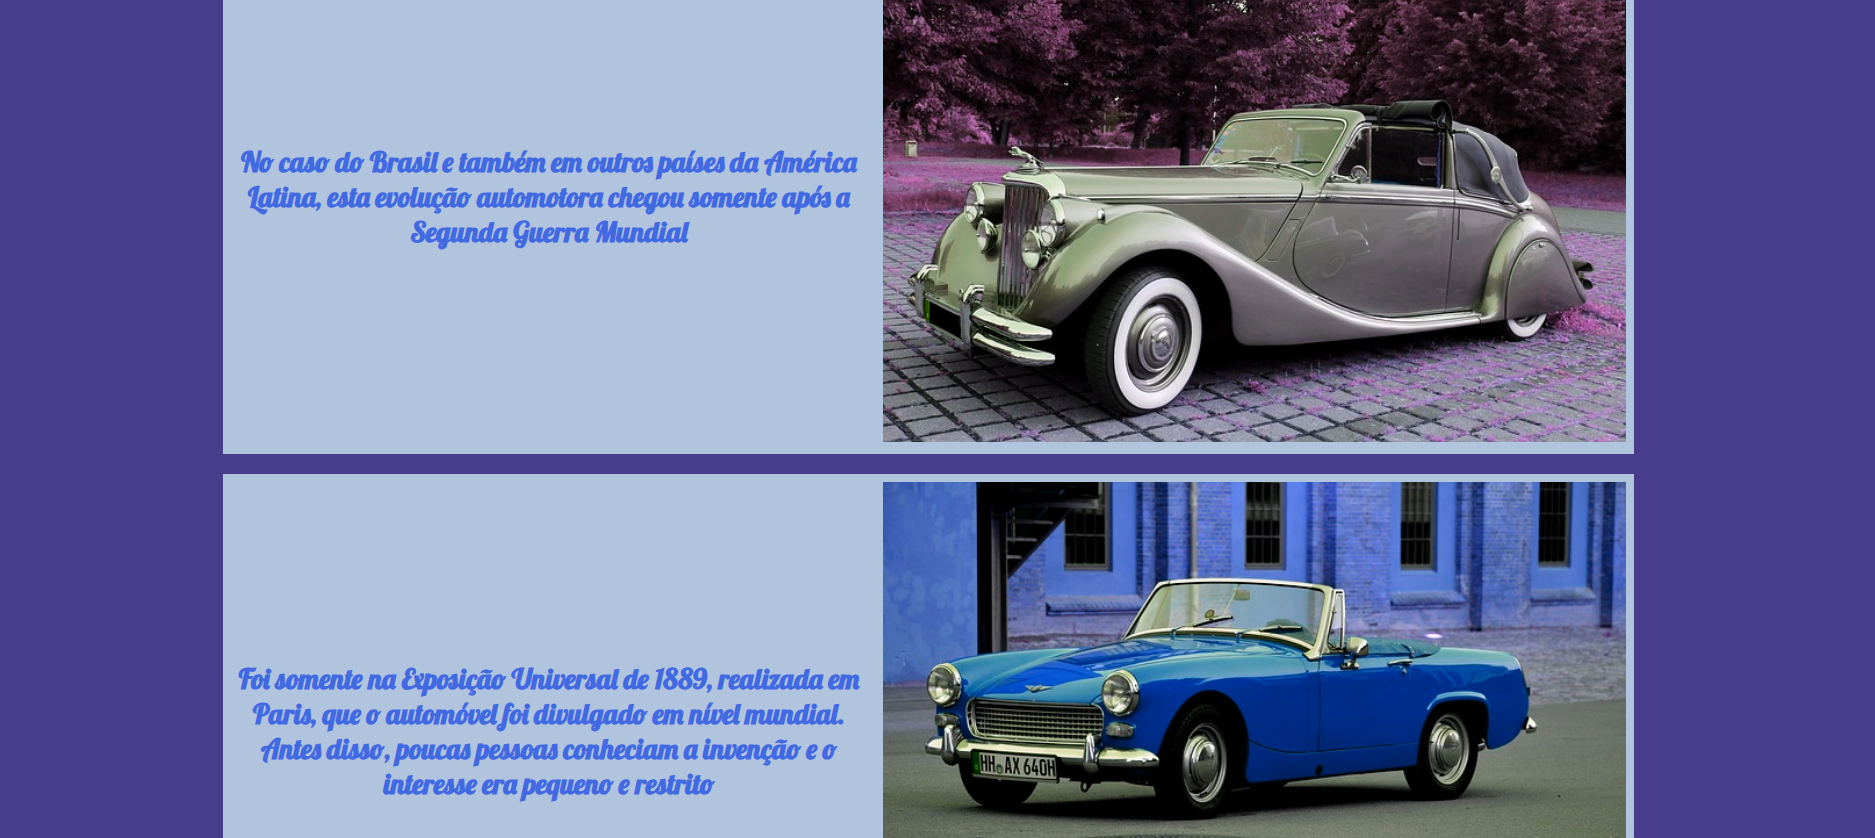 No caso do Brasil e também em outros países da América
Latina, esta evolução automotora chegou somente após a
Segunda Guerra Mundial
Foi somente na Exposição Universal de 1889, realizada em
Paris, que o automóvel foi divulgado em nível mundial.
Antes disso, poucas pessoas conheciam a invenção e o
interesse era pequeno e restrito
HH AX 640H